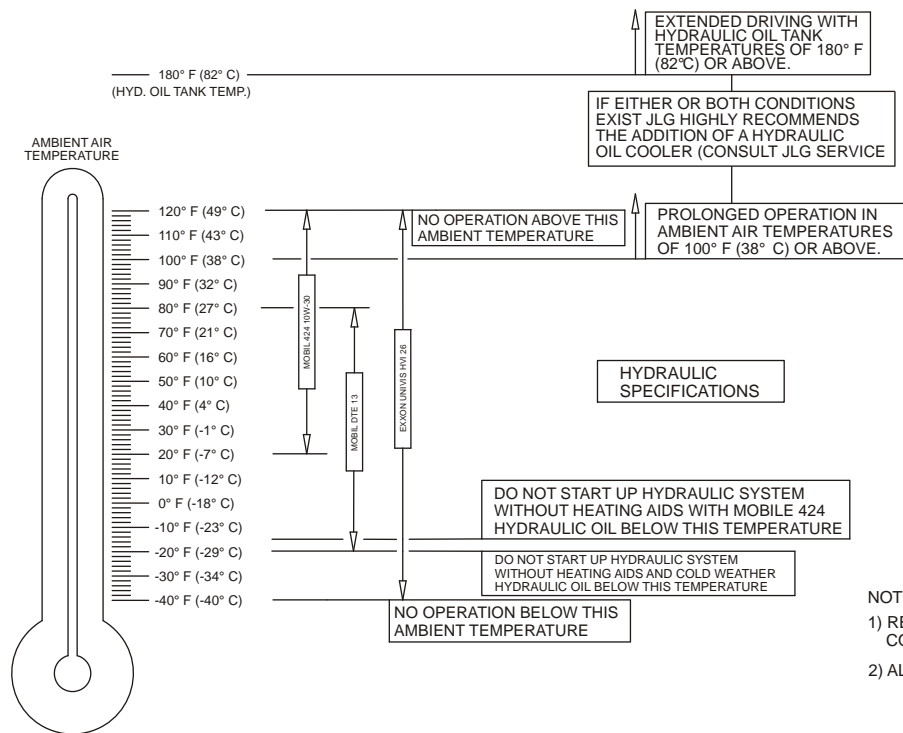 EXTENDED DRIVING WITH
HYDRAULIC OIL TANK
TEMPERATURES OF 180° F
(82°C) OR ABOVE.
180° F (82° C)
(HYD. OIL TANK TEMP.)
IF EITHER OR BOTH CONDITIONS
EXIST JLG HIGHLY RECOMMENDS
THE ADDITION OF A HYDRAULIC
OIL COOLER (CONSULT JLG SERVICE
AMBIENT AIR
TEMPERATURE
120° F (49° C)
110° F (43° C)
100° F (38° C)
90° F (32° C)
80° F (27° C)
70° F (21° C)
60° F (16° C)
50° F (10° C)
40° F (4° C)
30° F (-1° C)
20° F (-7° C)
10° F (-12° C)
0° F (-18° C)
-10° F (-23° C)
-20° F (-29° C)
-30° F (-34° C)
-40° F (-40° C)
NO OPERATION ABOVE THIS
AMBIENT TEMPERATURE
PROLONGED OPERATION IN
AMBIENT AIR TEMPERATURES
OF 100° F (38° C) OR ABOVE.
MOBIL 424 10W-30
MOBIL DTE 13
EXXON UNIVIS HVI 26
HYDRAULIC
SPECIFICATIONS
DO NOT START UP HYDRAULIC SYSTEM
WITHOUT HEATING AIDS WITH MOBILE 424
HYDRAULIC OIL BELOW THIS TEMPERATURE
DO NOT START UP HYDRAULIC SYSTEM
WITHOUT HEATING AIDS AND COLD WEATHER
HYDRAULIC OIL BELOW THIS TEMPERATURE
NO OPERATION BELOW THIS
AMBIENT TEMPERATURE
NOT
1) RE
CO
2) AL